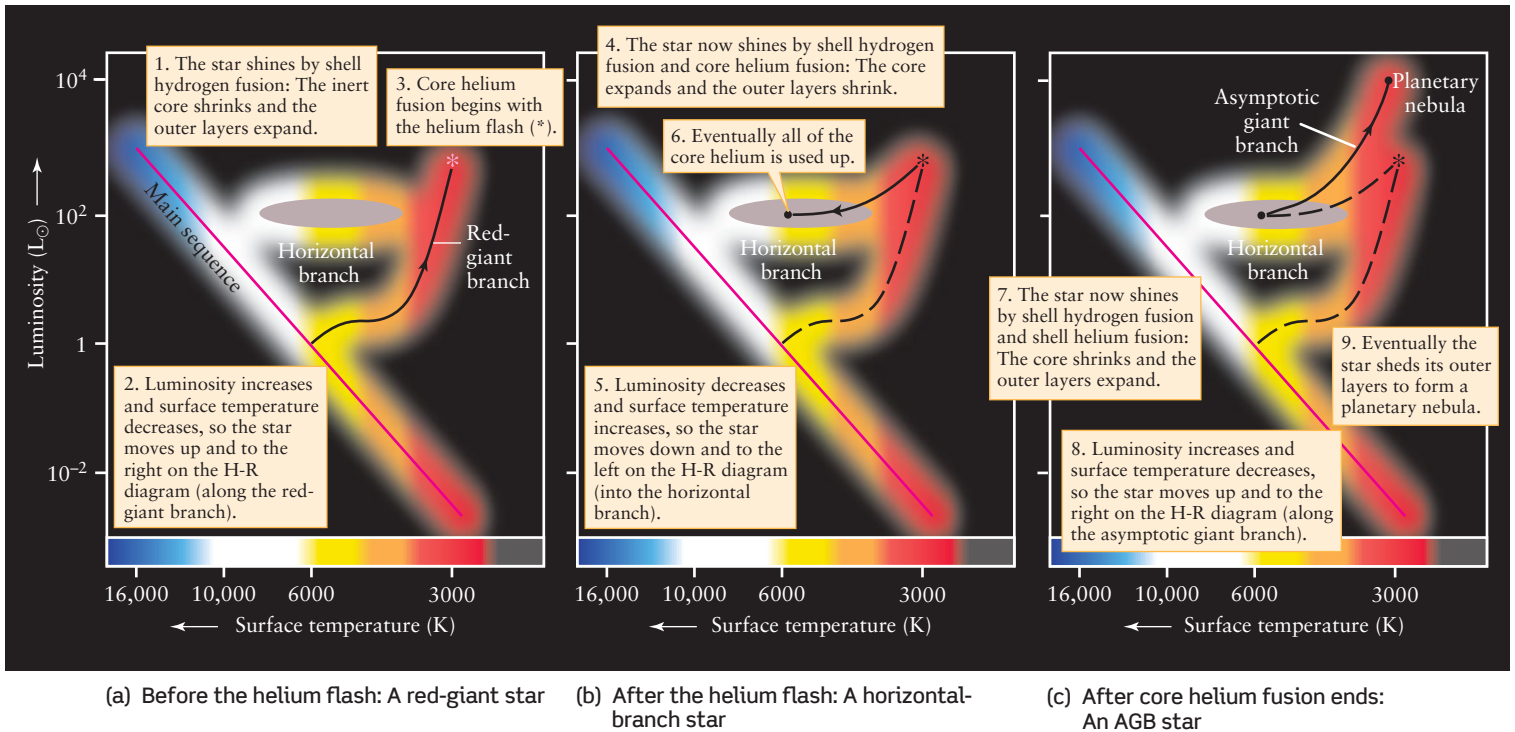 1. The star shines by shell
hydrogen fusion: The inert
core shrinks and the
outer layers expand.
3. Core helium
fusion begins with
the helium flash (*).
10⁴
10²
1
10⁻²
Luminosity (L⊙) →
Main sequence
*
Horizontal
branch
Red-
giant
branch
2. Luminosity increases
and surface temperature
decreases, so the star
moves up and to the
right on the H-R
diagram (along the red-
giant branch).
16,000 10,000 6000 3000
← Surface temperature (K)
(a) Before the helium flash: A red-giant star
4. The star now shines by shell hydrogen
fusion and core helium fusion: The core
expands and the outer layers shrink.
6. Eventually all of the
core helium is used up.
*
Horizontal
branch
5. Luminosity decreases
and surface temperature
increases, so the star
moves down and to the
left on the H-R diagram
(into the horizontal
branch).
16,000 10,000 6000 3000
← Surface temperature (K)
(b) After the helium flash: A horizontal-
branch star
Planetary
nebula
Asymptotic
giant
branch
*
Horizontal
branch
7. The star now shines
by shell hydrogen fusion
and shell helium fusion:
The core shrinks and the
outer layers expand.
9. Eventually the
star sheds its outer
layers to form a
planetary nebula.
8. Luminosity increases and
surface temperature decreases,
so the star moves up and to the
right on the H-R diagram (along
the asymptotic giant branch).
16,000 10,000 6000 3000
← Surface temperature (K)
(c) After core helium fusion ends:
An AGB star